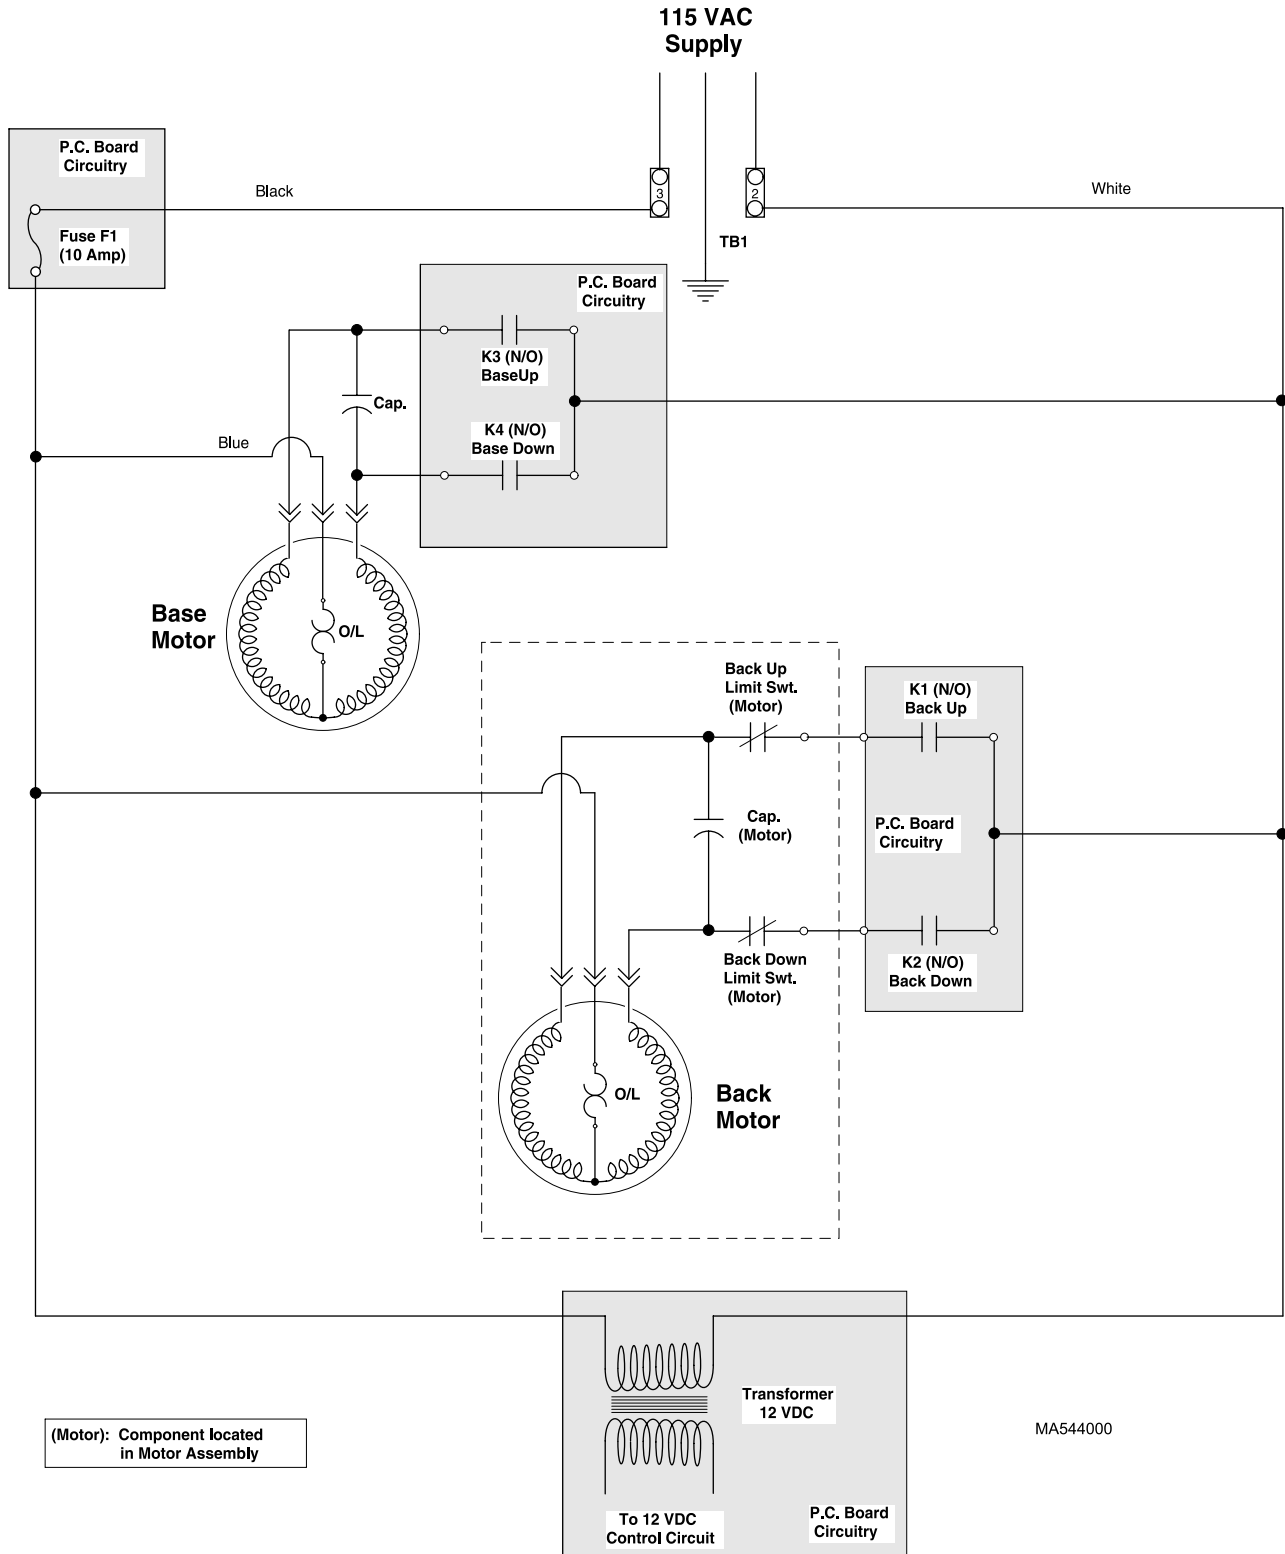 115 VAC
Supply
P.C. Board
Circuitry
Black
3
2
White
Fuse F1
(10 Amp)
TB1
P.C. Board
Circuitry
K3 (N/O)
BaseUp
Cap.
K4 (N/O)
Base Down
Blue
Base
Motor
O/L
Back Up
Limit Swt.
(Motor)
K1 (N/O)
Back Up
Cap.
(Motor)
P.C. Board
Circuitry
Back Down
Limit Swt.
(Motor)
K2 (N/O)
Back Down
O/L
Back
Motor
Transformer
12 VDC
(Motor): Component located
in Motor Assembly
MA544000
To 12 VDC
Control Circuit
P.C. Board
Circuitry